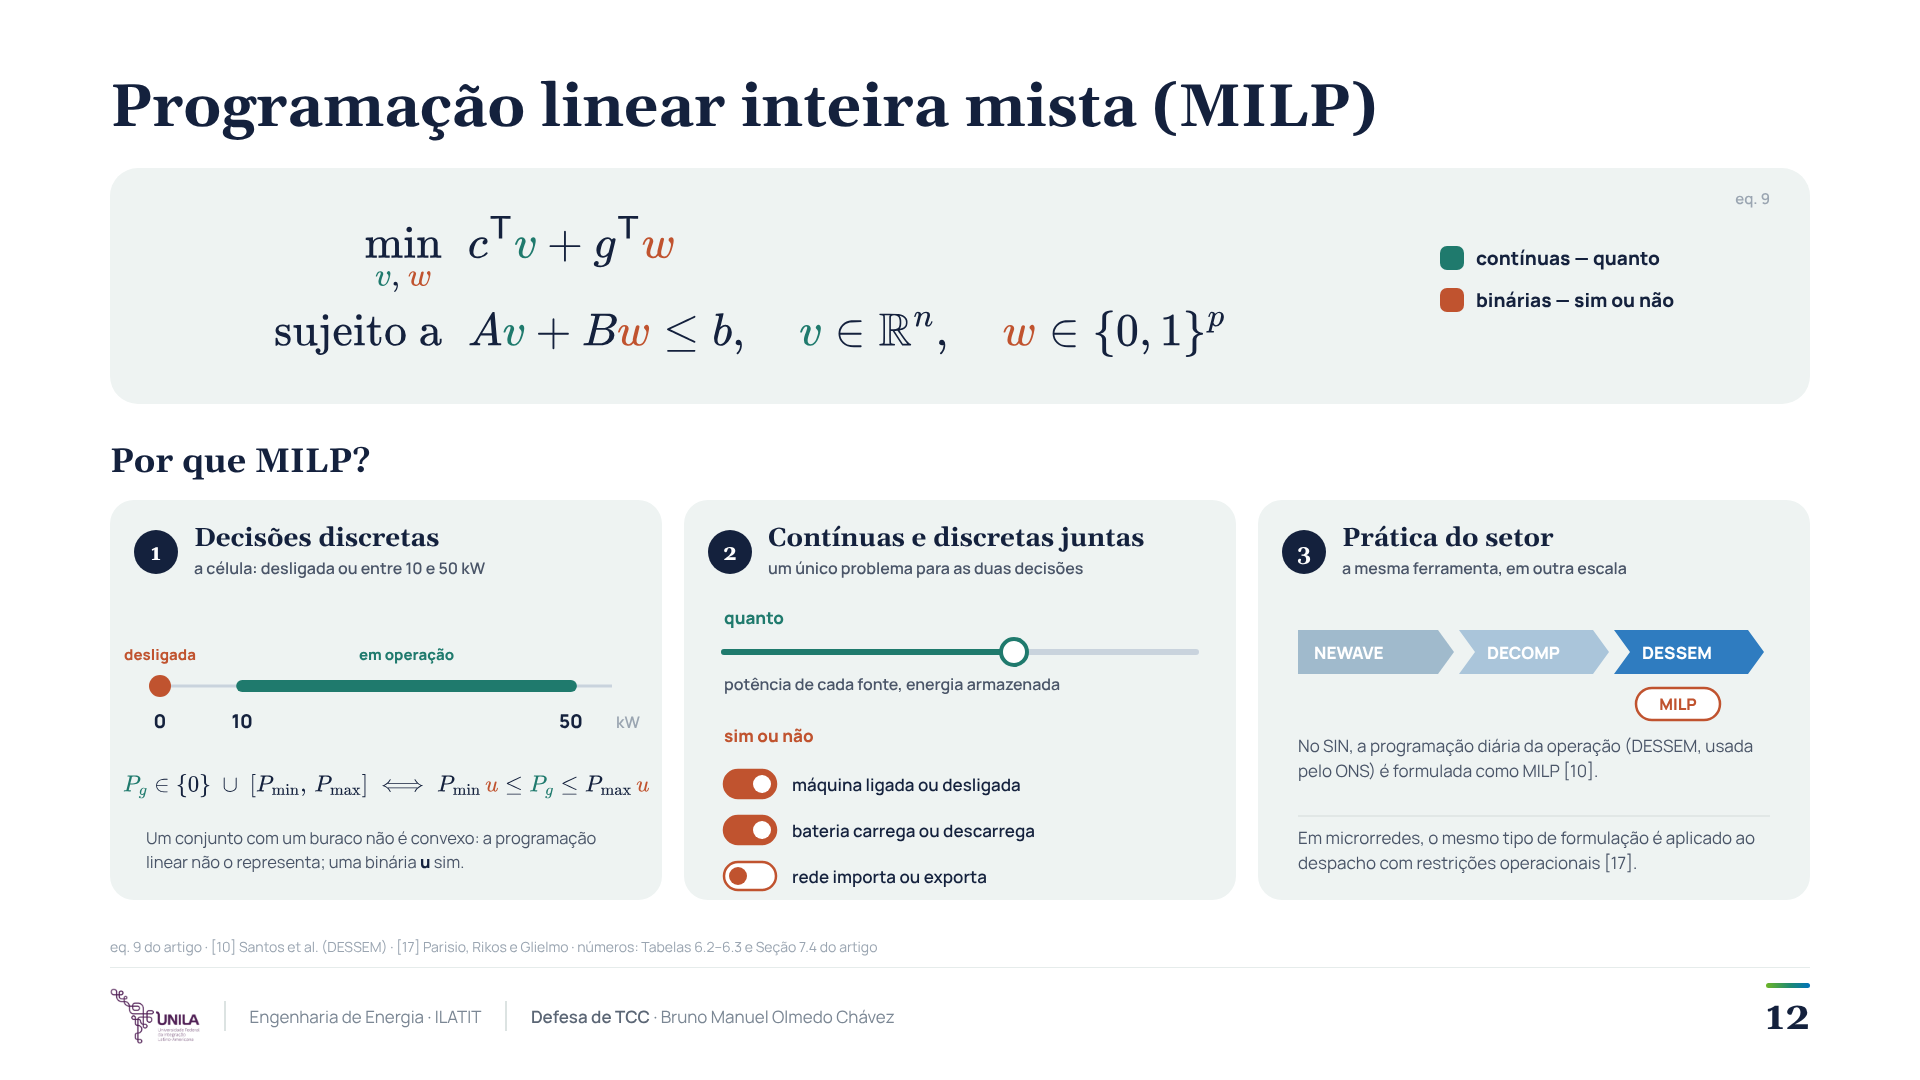 Programação linear inteira mista (MILP)
eq. 9
min c^T v + g^T w
v, w
sujeito a Av + Bw ≤ b, v ∈ ℝ^n, w ∈ {0, 1}^p
contínuas — quanto
binárias — sim ou não
Por que MILP?
1 Decisões discretas
a célula: desligada ou entre 10 e 50 kW
desligada em operação
0 10 50 kW
P_g ∈ {0} ∪ [P_min, P_max] ⟺ P_min u ≤ P_g ≤ P_max u
Um conjunto com um buraco não é convexo: a programação
linear não o representa; uma binária u sim.
2 Contínuas e discretas juntas
um único problema para as duas decisões
quanto
potência de cada fonte, energia armazenada
sim ou não
máquina ligada ou desligada
bateria carrega ou descarrega
rede importa ou exporta
3 Prática do setor
a mesma ferramenta, em outra escala
NEWAVE DECOMP DESSEM
MILP
No SIN, a programação diária da operação (DESSEM, usada
pelo ONS) é formulada como MILP [10].
Em microrredes, o mesmo tipo de formulação é aplicado ao
despacho com restrições operacionais [17].
eq. 9 do artigo · [10] Santos et al. (DESSEM) · [17] Parisio, Rikos e Glielmo · números: Tabelas 6.2–6.3 e Seção 7.4 do artigo
UNILA
Universidade Federal
da Integração
Latino-Americana
Engenharia de Energia · ILATIT
Defesa de TCC · Bruno Manuel Olmedo Chávez
12